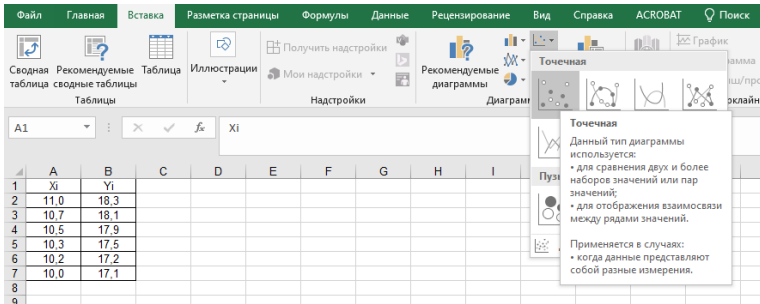 Файл Главная Вставка Разметка страницы Формулы Данные Рецензирование Вид Справка ACROBAT Поиск
Сводная таблица
Рекомендуемые сводные таблицы
Таблица
Таблицы
Иллюстрации
Получить надстройки
Мои надстройки
Надстройки
Рекомендуемые диаграммы
График
A1 fx Xi
Точечная
Точечная
Данный тип диаграммы
используется:
• для сравнения двух и более
наборов значений или пар
значений;
• для отображения взаимосвязи
между рядами значений.
Применяется в случаях:
• когда данные представляют
собой разные измерения.
A B C D E F G H I
1 Xi Yi
2 11,0 18,3
3 10,7 18,1
4 10,5 17,9
5 10,3 17,5
6 10,2 17,2
7 10,0 17,1
8
9